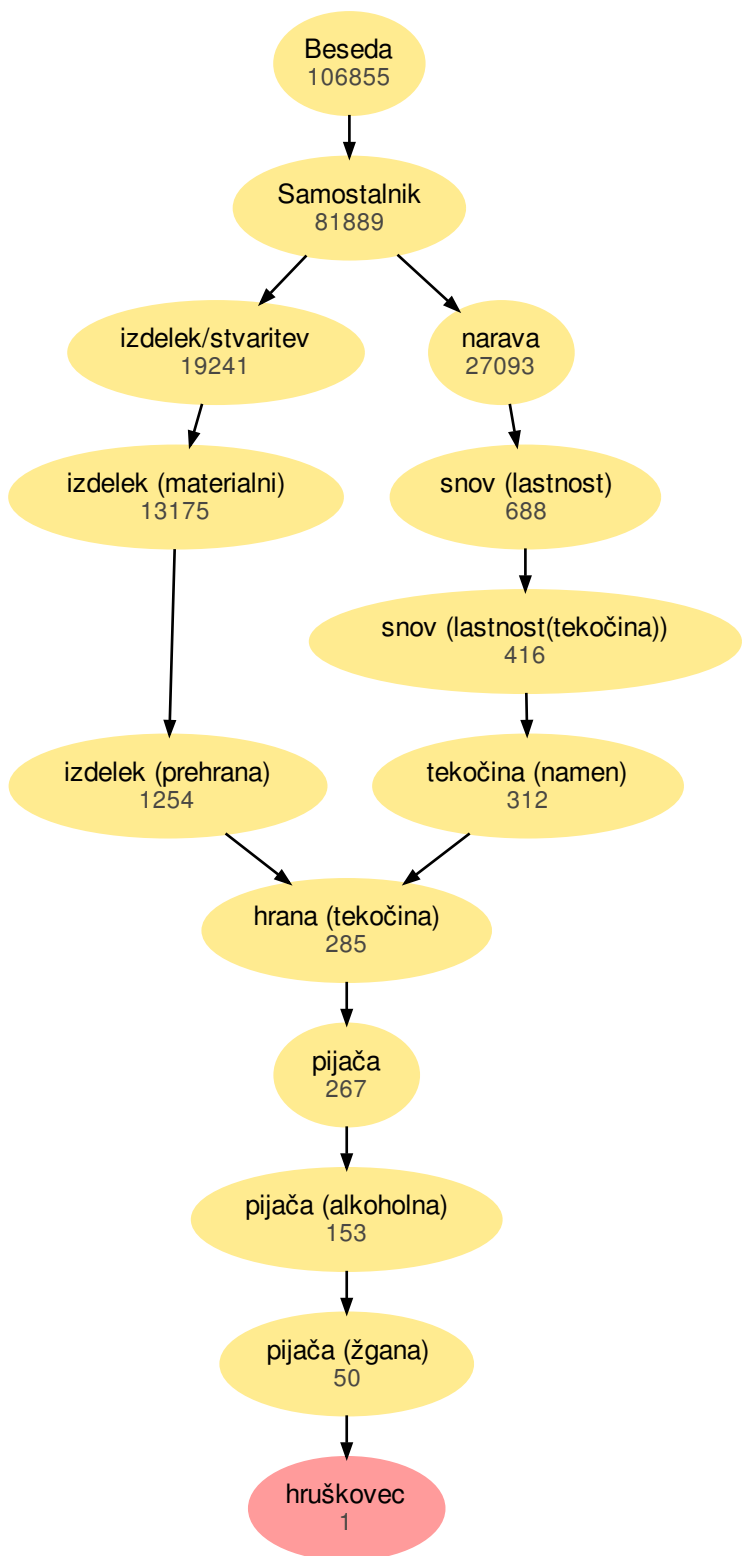 Beseda
106855
Samostalnik
81889
izdelek/stvaritev
19241
narava
27093
izdelek (materialni)
13175
snov (lastnost)
688
snov (lastnost(tekočina))
416
izdelek (prehrana)
1254
tekočina (namen)
312
hrana (tekočina)
285
pijača
267
pijača (alkoholna)
153
pijača (žgana)
50
hruškovec
1